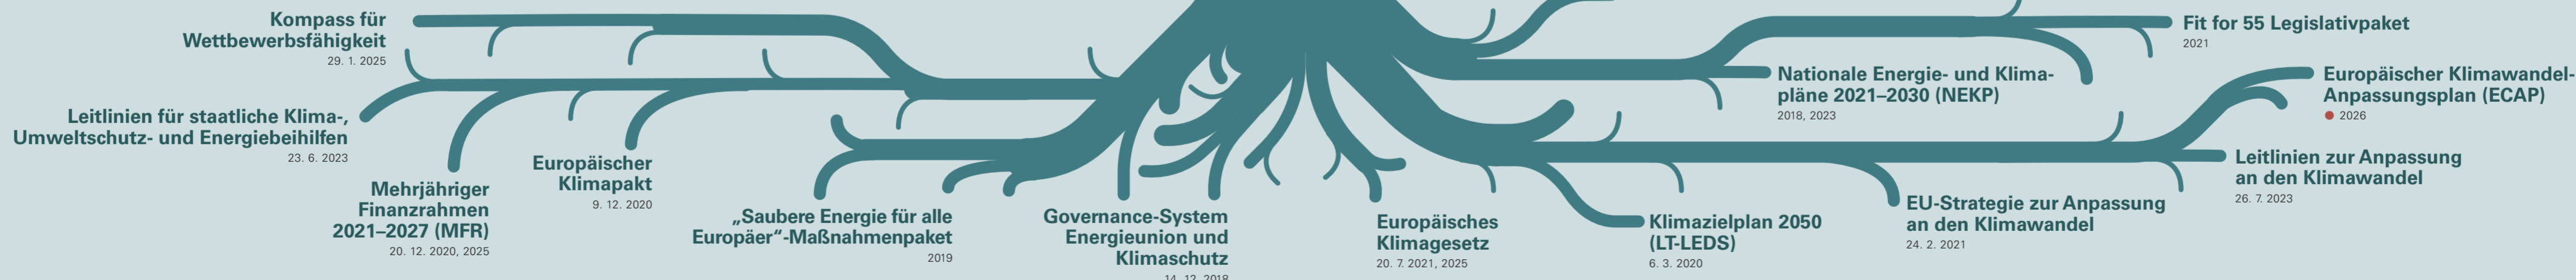 Kompass für
Wettbewerbsfähigkeit
29. 1. 2025
Leitlinien für staatliche Klima-,
Umweltschutz- und Energiebeihilfen
23. 6. 2023
Mehrjähriger
Finanzrahmen
2021–2027 (MFR)
20. 12. 2020, 2025
Europäischer
Klimapakt
9. 12. 2020
„Saubere Energie für alle
Europäer“-Maßnahmenpaket
2019
Governance-System
Energieunion und
Klimaschutz
14. 12. 2018
Europäisches
Klimagesetz
20. 7. 2021, 2025
Klimazielplan 2050
(LT-LEDS)
6. 3. 2020
EU-Strategie zur Anpassung
an den Klimawandel
24. 2. 2021
Leitlinien zur Anpassung
an den Klimawandel
26. 7. 2023
Europäischer Klimawandel-
Anpassungsplan (ECAP)
2026
Nationale Energie- und Klima-
pläne 2021–2030 (NEKP)
2018, 2023
Fit for 55 Legislativpaket
2021